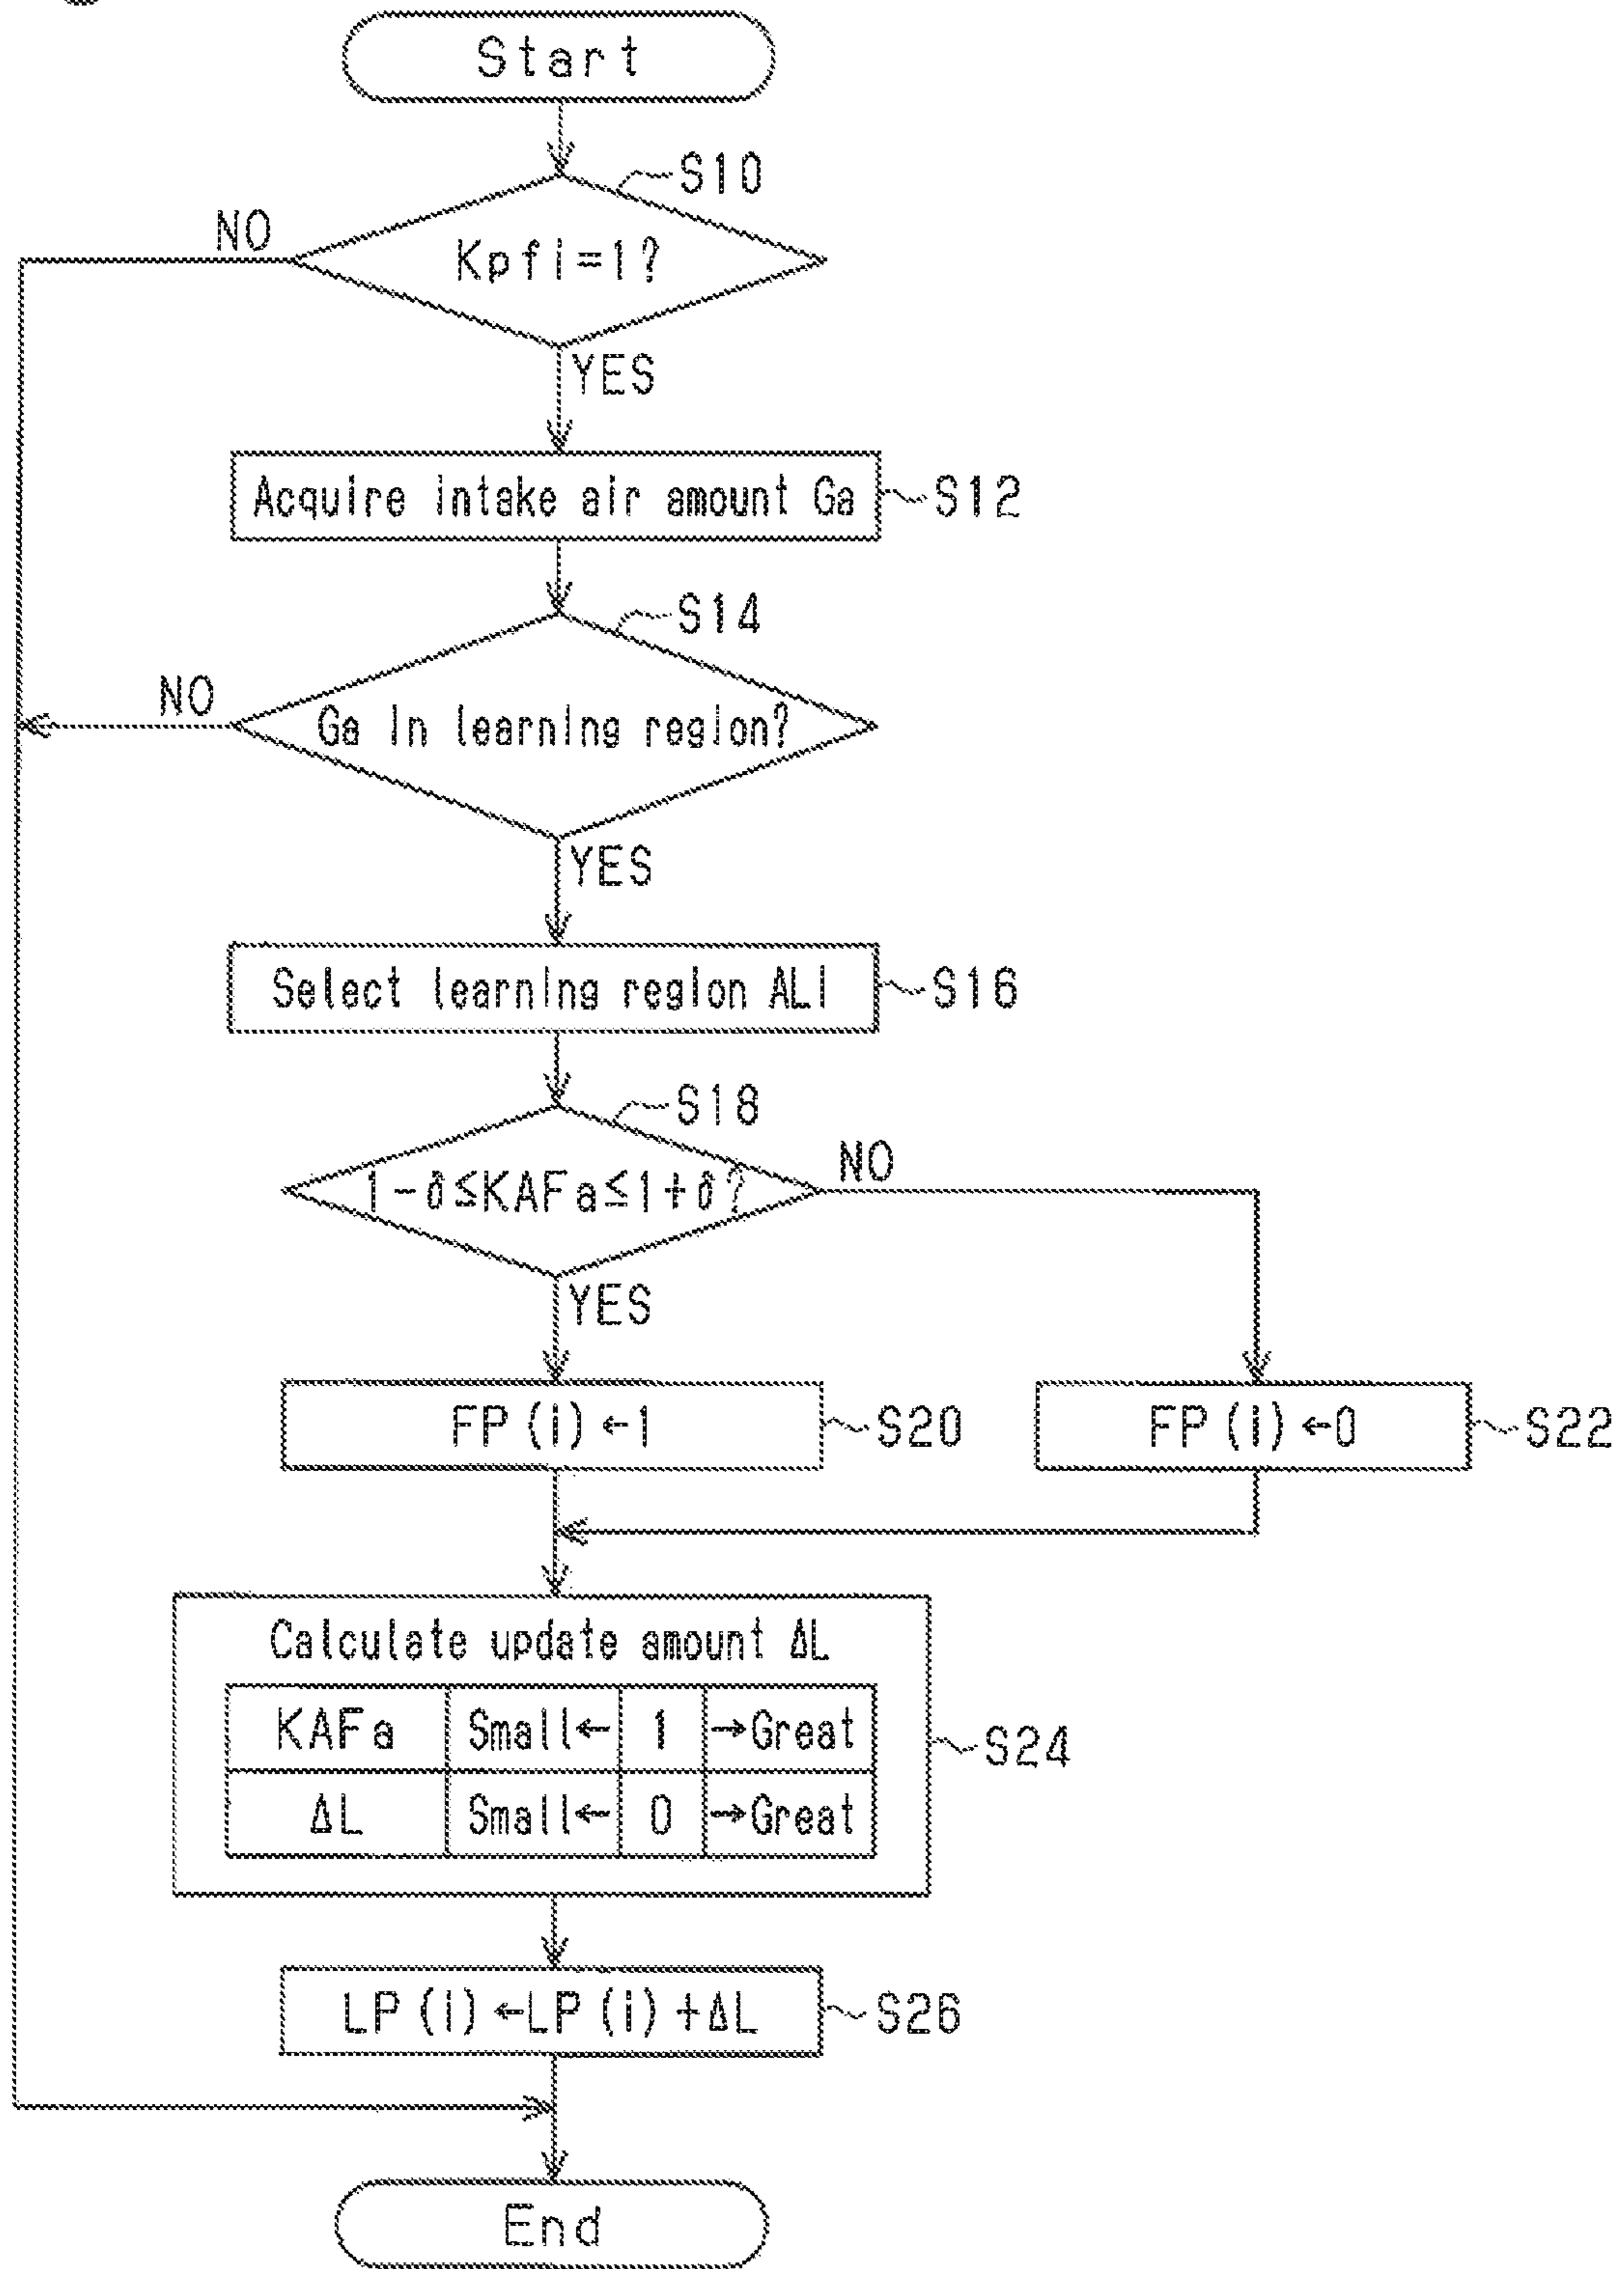 Start
S10
NO
Kpfi=1?
YES
Acquire intake air amount Ga
S12
S14
NO
Ga in learning region?
YES
Select learning region ALi
S16
S18
1-δ≤KAFa≤1+δ?
NO
YES
FP(i)←1
S20
FP(i)←0
S22
Calculate update amount ΔL
KAFa Small← 1 →Great
S24
ΔL Small← 0 →Great
LP(i)←LP(i)+ΔL
S26
End